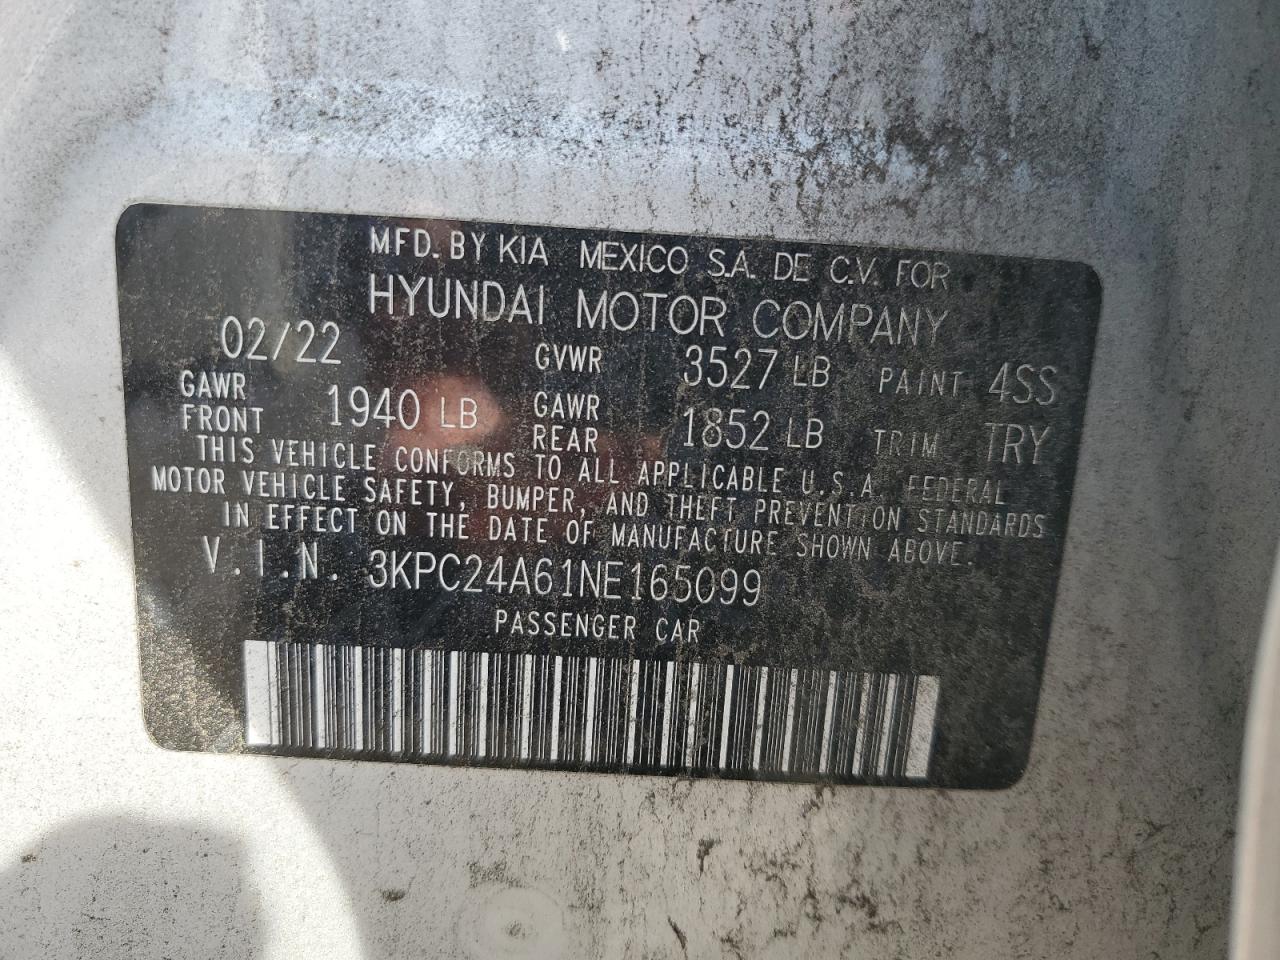 MFD. BY KIA MEXICO S.A. DE C.V. FOR
HYUNDAI MOTOR COMPANY
02/22 GVWR 3527 LB PAINT 4SS
GAWR FRONT 1940 LB GAWR REAR 1852 LB TRIM TRY
THIS VEHICLE CONFORMS TO ALL APPLICABLE U.S.A. FEDERAL
MOTOR VEHICLE SAFETY, BUMPER, AND THEFT PREVENTION STANDARDS
IN EFFECT ON THE DATE OF MANUFACTURE SHOWN ABOVE.
V.I.N. 3KPC24A61NE165099
PASSENGER CAR